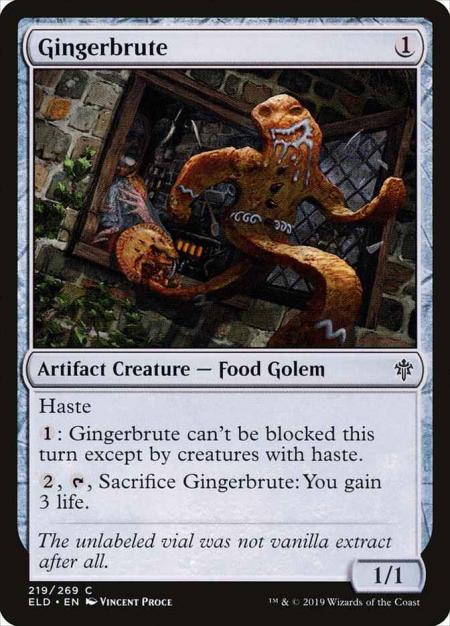 Gingerbrute 1
Artifact Creature — Food Golem
Haste
1: Gingerbrute can't be blocked this
turn except by creatures with haste.
2, T, Sacrifice Gingerbrute: You gain
3 life.
The unlabeled vial was not vanilla extract
after all.
1/1
219/269 C
ELD • EN Vincent Proce
™ & © 2019 Wizards of the Coast